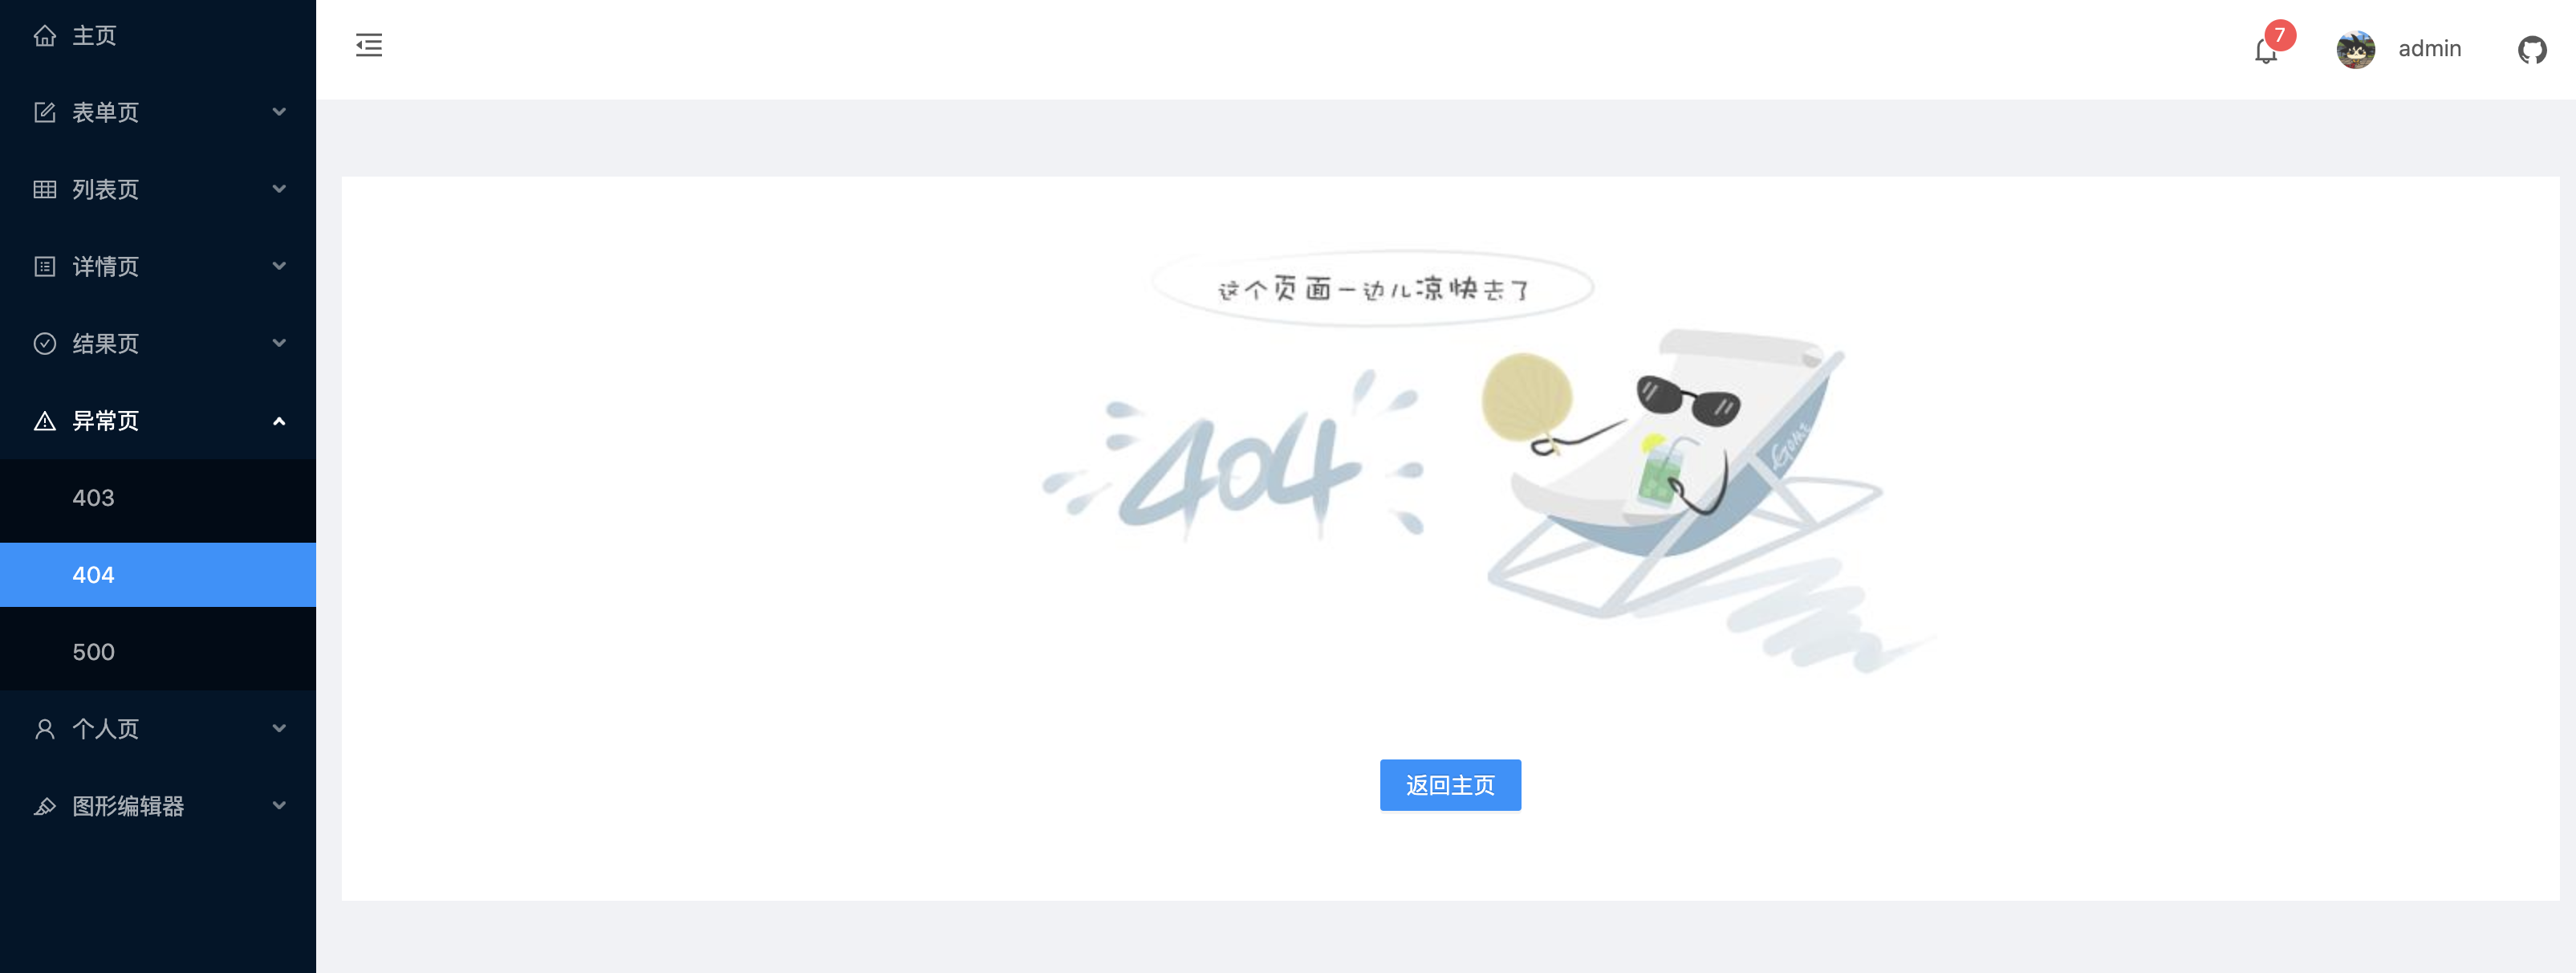 主页
表单页
列表页
详情页
结果页
异常页
403
404
500
个人页
图形编辑器
7
admin
这个页面一边儿凉快去了
404
返回主页